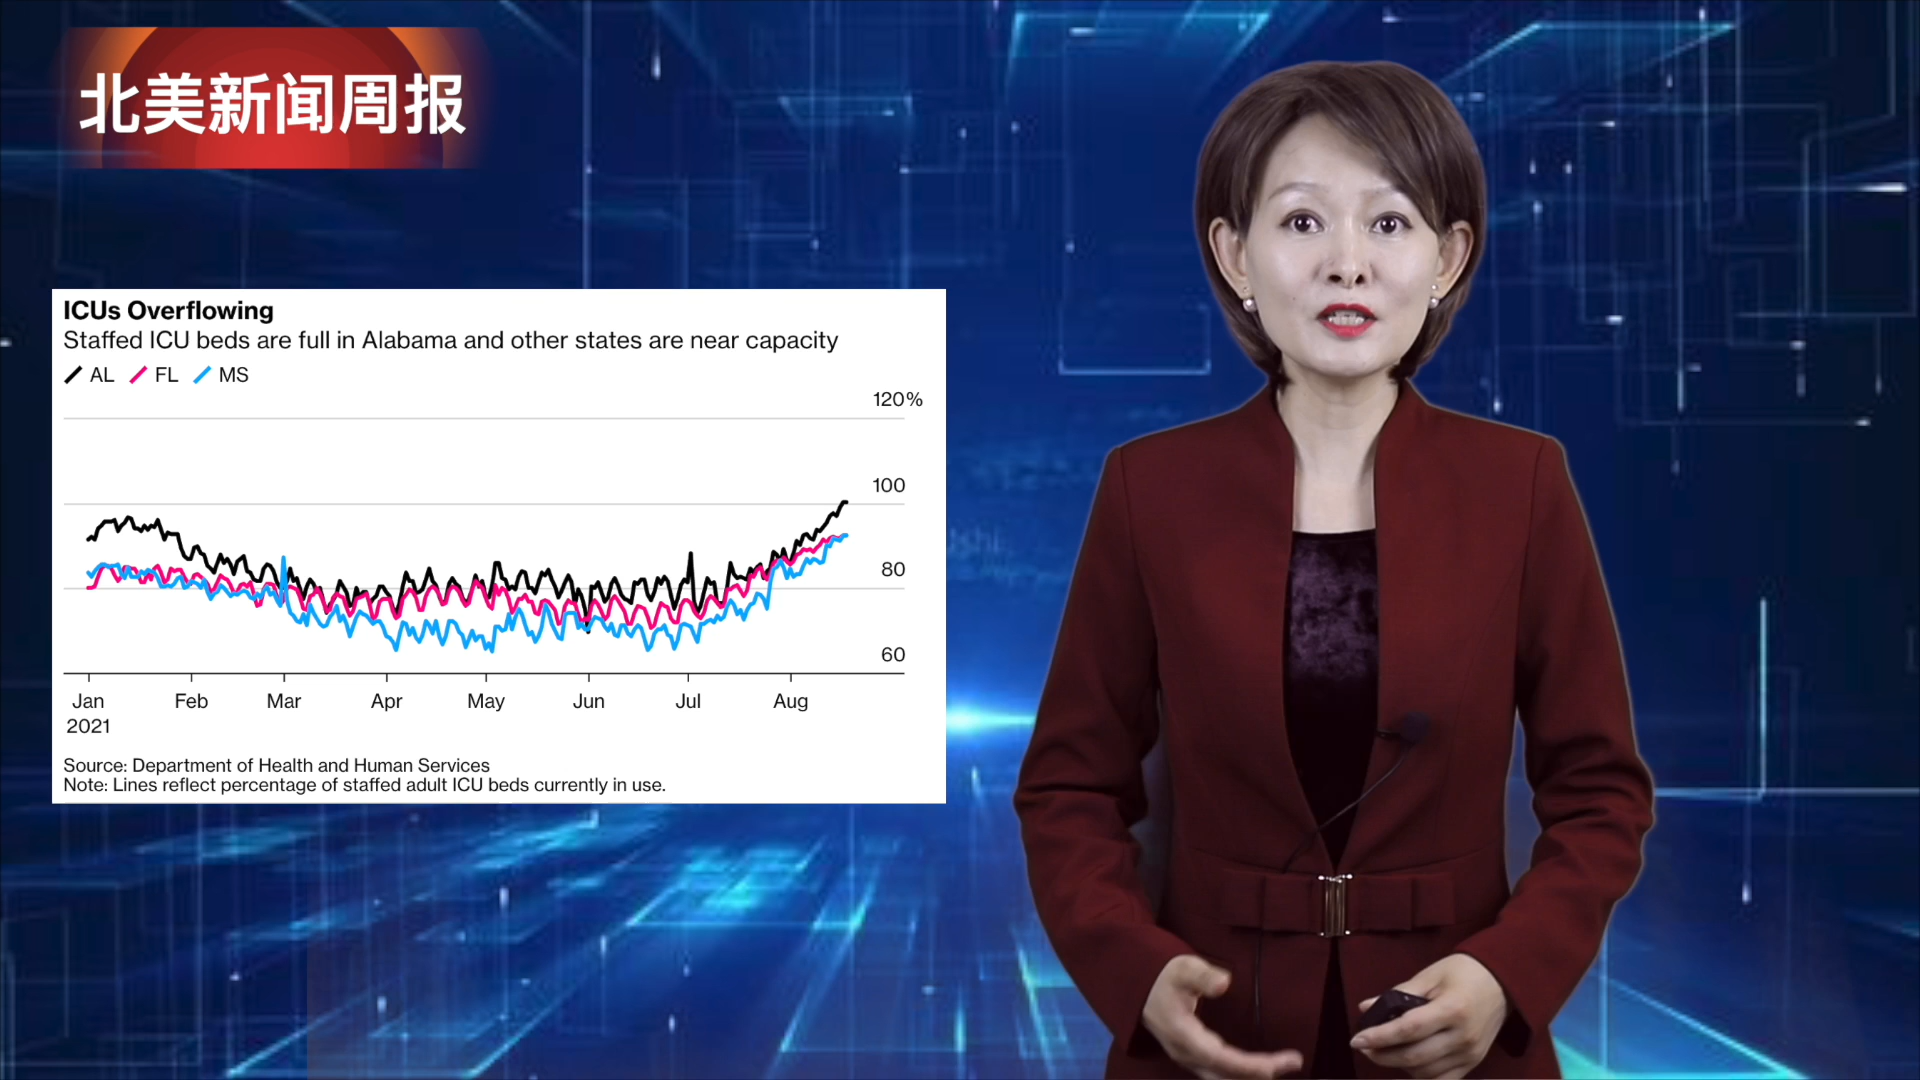 北美新闻周报
ICUs Overflowing
Staffed ICU beds are full in Alabama and other states are near capacity
AL FL MS
120%
100
80
60
Jan Feb Mar Apr May Jun Jul Aug
2021
Source: Department of Health and Human Services
Note: Lines reflect percentage of staffed adult ICU beds currently in use.